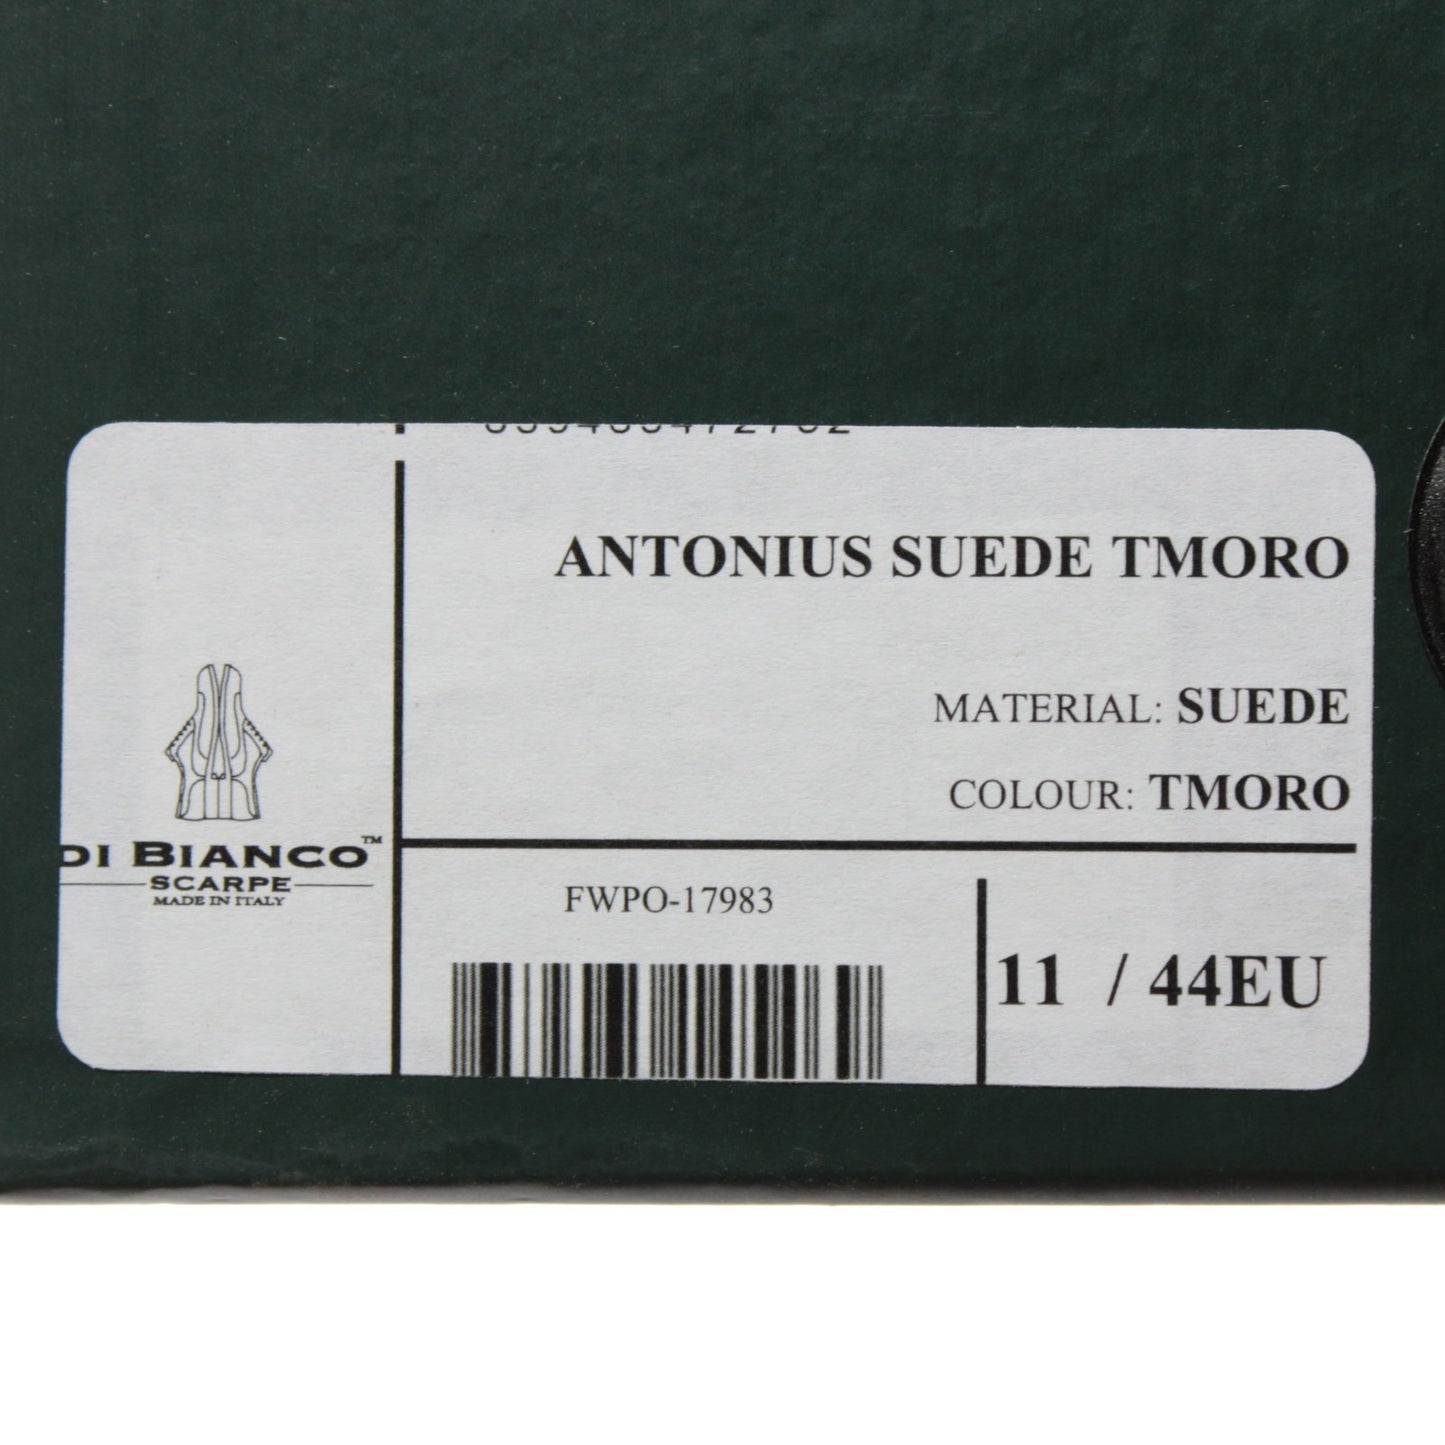 ANTONIUS SUEDE TMORO
MATERIAL: SUEDE
COLOUR: TMORO
DI BIANCO™
SCARPE
MADE IN ITALY
FWPO-17983
11 / 44EU